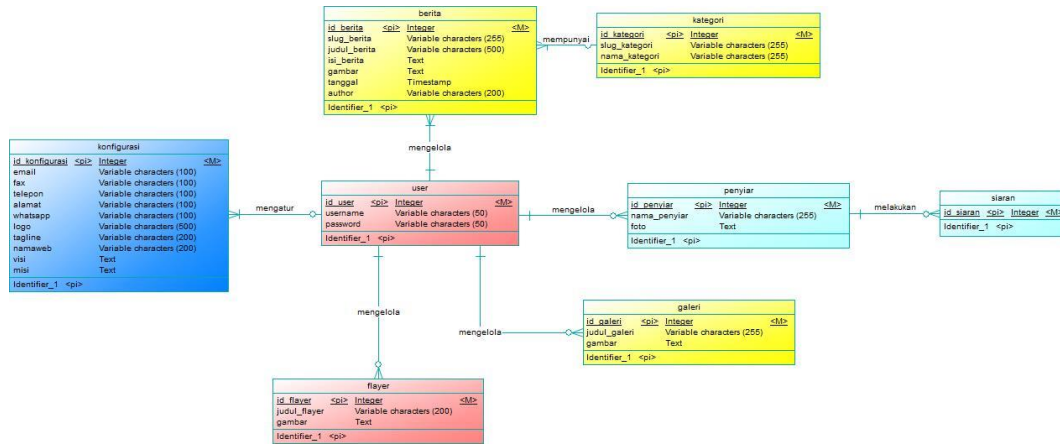 berita
id_berita <pi> Integer <M>
slug_berita Variable characters (255)
judul_berita Variable characters (500)
isi_berita Text
gambar Text
tanggal Timestamp
author Variable characters (200)
Identifier_1 <pi>
mempunyai
kategori
id_kategori <pi> Integer <M>
slug_kategori Variable characters (255)
nama_kategori Variable characters (255)
Identifier_1 <pi>
mengelola
konfigurasi
id_konfigurasi <pi> Integer <M>
email Variable characters (100)
fax Variable characters (100)
telepon Variable characters (100)
alamat Variable characters (100)
whatsapp Variable characters (100)
logo Variable characters (500)
tagline Variable characters (200)
namaweb Variable characters (200)
visi Text
misi Text
Identifier_1 <pi>
mengatur
user
id_user <pi> Integer <M>
username Variable characters (50)
password Variable characters (50)
Identifier_1 <pi>
mengelola
penyiar
id_penyiar <pi> Integer <M>
nama_penyiar Variable characters (255)
foto Text
Identifier_1 <pi>
melakukan
siaran
id_siaran <pi> Integer <M>
Identifier_1 <pi>
mengelola
mengelola
galeri
id_galeri <pi> Integer <M>
judul_galeri Variable characters (255)
gambar Text
Identifier_1 <pi>
flayer
id_flayer <pi> Integer <M>
judul_flayer Variable characters (200)
gambar Text
Identifier_1 <pi>